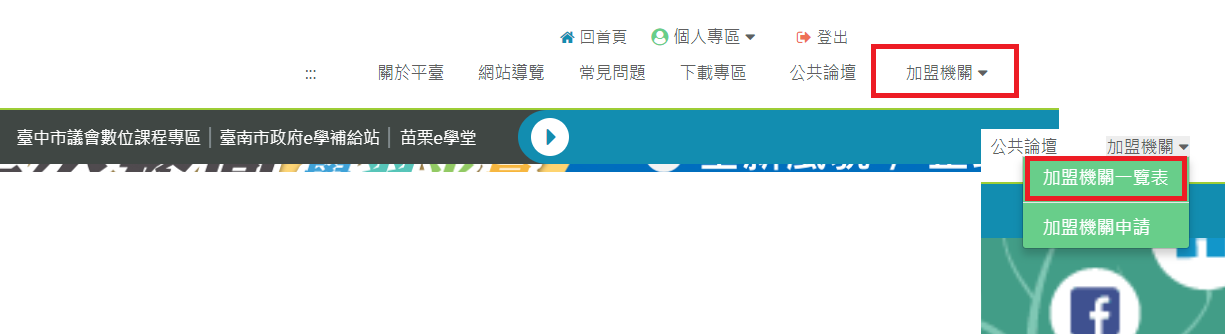 回首頁 個人專區 登出
::: 關於平臺 網站導覽 常見問題 下載專區 公共論壇 加盟機關
臺中市議會數位課程專區 | 臺南市政府e學補給站 | 苗栗e學堂
公共論壇 加盟機關
加盟機關一覽表
加盟機關申請